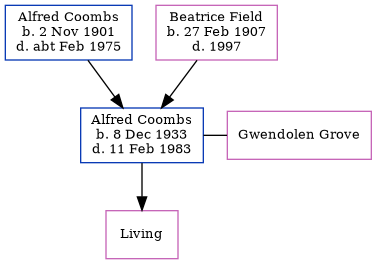 Alfred Coombs
b. 2 Nov 1901
d. abt Feb 1975
Beatrice Field
b. 27 Feb 1907
d. 1997
Alfred Coombs
b. 8 Dec 1933
d. 11 Feb 1983
Gwendolen Grove
Living